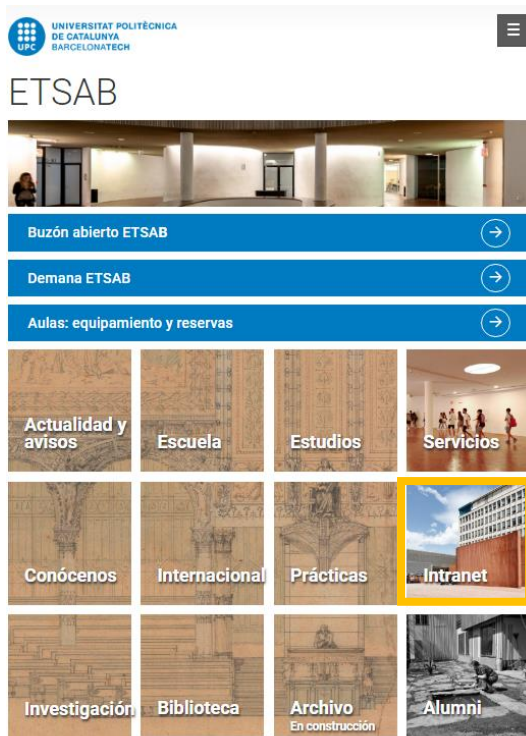 UNIVERSITAT POLITÈCNICA
DE CATALUNYA
BARCELONATECH
UPC
ETSAB
Buzón abierto ETSAB
Demana ETSAB
Aulas: equipamiento y reservas
Actualidad y
avisos
Escuela
Estudios
Servicios
Conócenos
Internacional
Prácticas
Intranet
Investigación
Biblioteca
Archivo
En construcción
Alumni